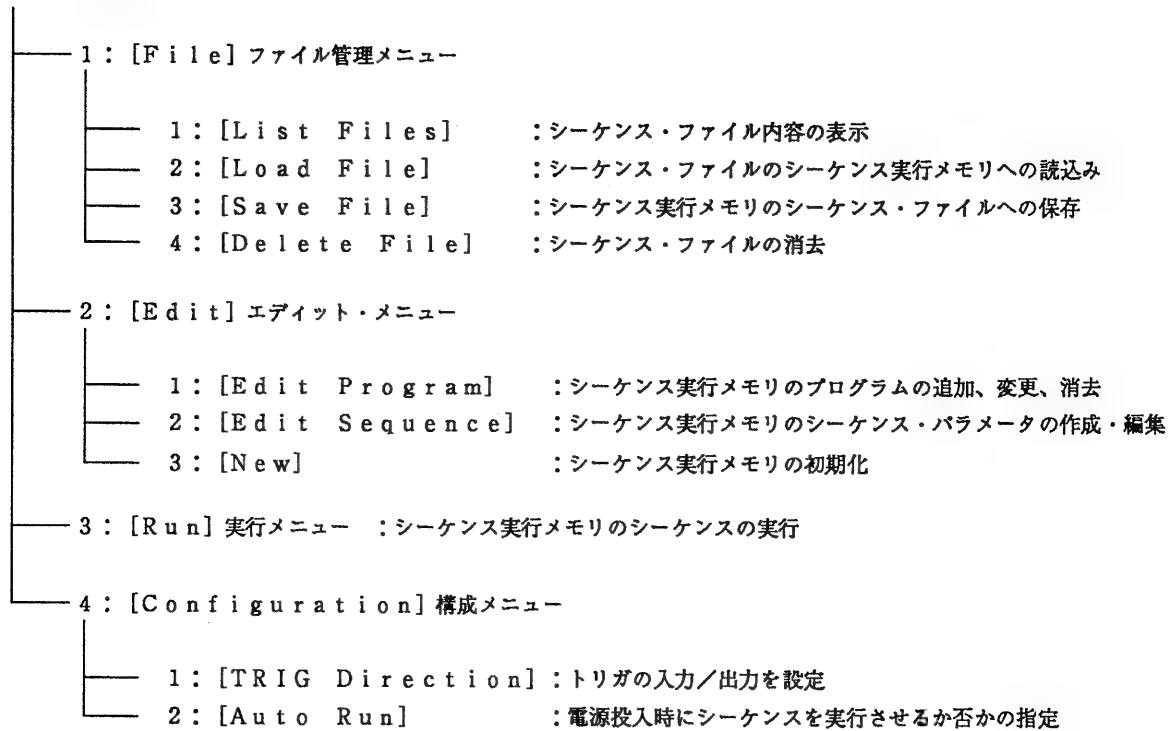 1：[File] ファイル管理メニュー
1：[List Files] ：シーケンス・ファイル内容の表示
2：[Load File] ：シーケンス・ファイルのシーケンス実行メモリへの読込み
3：[Save File] ：シーケンス実行メモリのシーケンス・ファイルへの保存
4：[Delete File] ：シーケンス・ファイルの消去
2：[Edit] エディット・メニュー
1：[Edit Program] ：シーケンス実行メモリのプログラムの追加、変更、消去
2：[Edit Sequence] ：シーケンス実行メモリのシーケンス・パラメータの作成・編集
3：[New] ：シーケンス実行メモリの初期化
3：[Run] 実行メニュー ：シーケンス実行メモリのシーケンスの実行
4：[Configuration] 構成メニュー
1：[TRIG Direction] ：トリガの入力／出力を設定
2：[Auto Run] ：電源投入時にシーケンスを実行させるか否かの指定